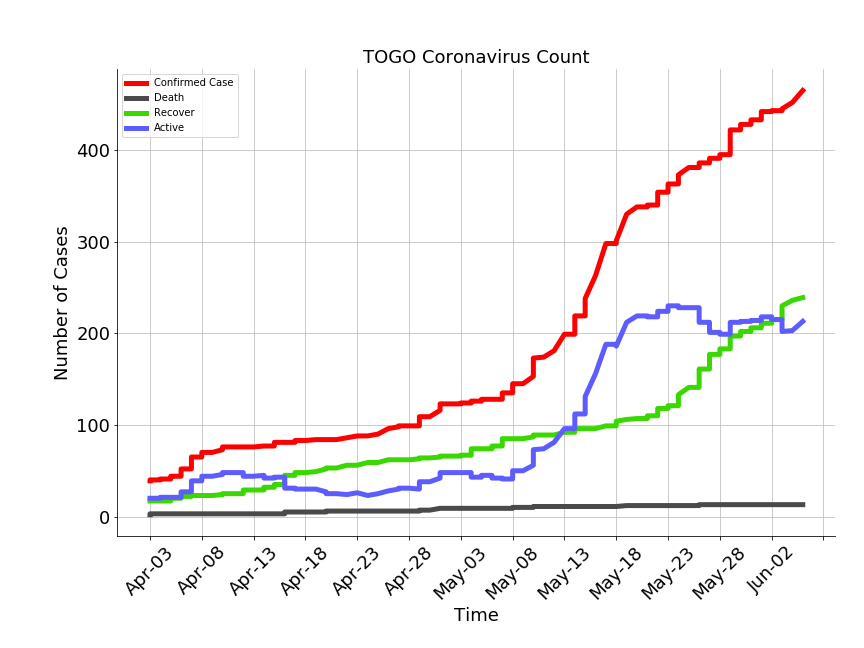 TOGO Coronavirus Count
Confirmed Case
Death
Recover
Active
Number of Cases
400
300
200
100
0
Apr-03
Apr-08
Apr-13
Apr-18
Apr-23
Apr-28
May-03
May-08
May-13
May-18
May-23
May-28
Jun-02
Time